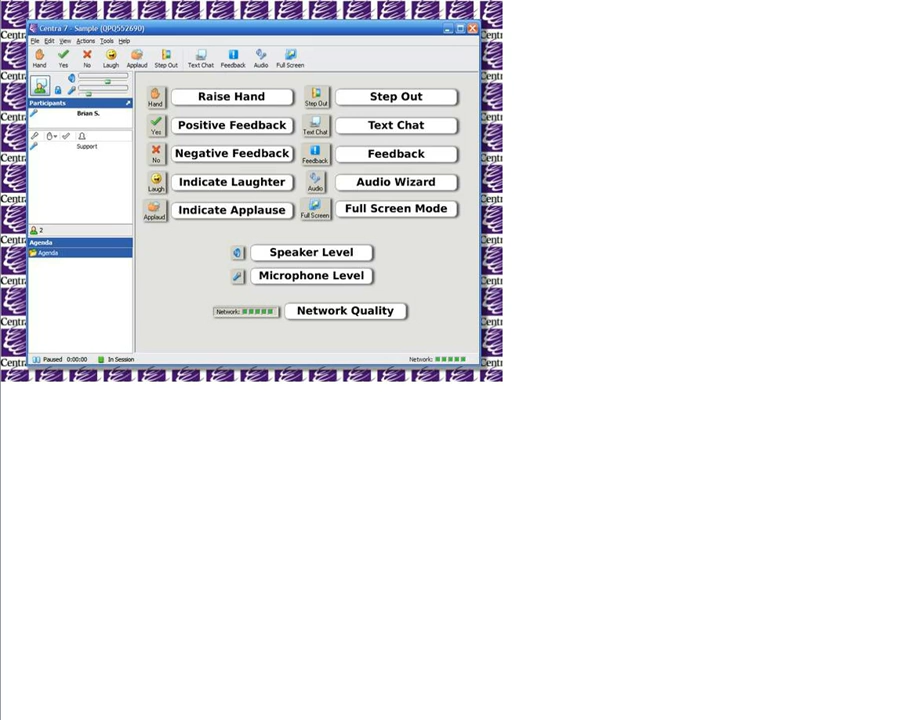 Centra 7 - Sample (QPQ552690)
File Edit View Actions Tools Help
Hand Yes No Laugh Applaud Step Out Text Chat Feedback Audio Full Screen
Participants
Brian S.
Support
2
Agenda
Agenda
Hand Raise Hand Step Out Step Out
Yes Positive Feedback Text Chat Text Chat
No Negative Feedback Feedback Feedback
Laugh Indicate Laughter Audio Audio Wizard
Applaud Indicate Applause Full Screen Full Screen Mode
Speaker Level
Microphone Level
Network: Network Quality
Paused 0:00:00 In Session Network: